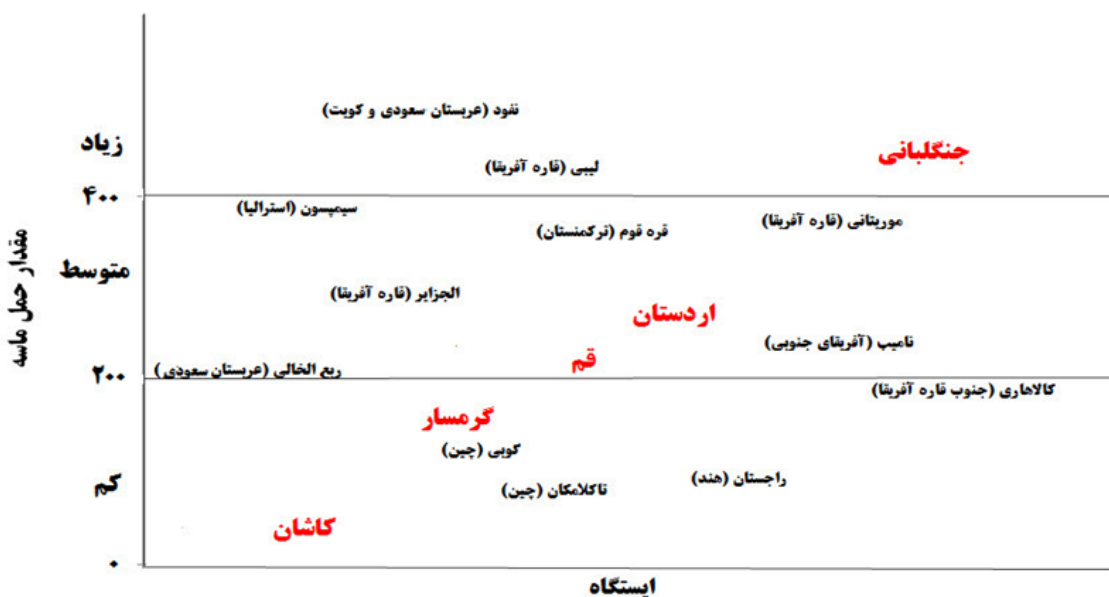 نفود (عربستان سعودی و کویت)
زیاد
جنگلبانی
لیبی (قاره آفریقا)
۴۰۰
سیمپسون (استرالیا)
موریتانی (قاره آفریقا)
قره قوم (ترکمنستان)
مقدار حمل ماسه
متوسط
الجزایر (قاره آفریقا)
اردستان
نامیب (آفریقای جنوبی)
قم
ربع الخالی (عربستان سعودی)
۲۰۰
کالاهاری (جنوب قاره آفریقا)
گرمسار
کوبی (چین)
راجستان (هند)
کم
تاکلامکان (چین)
کاشان
۰
ایستگاه